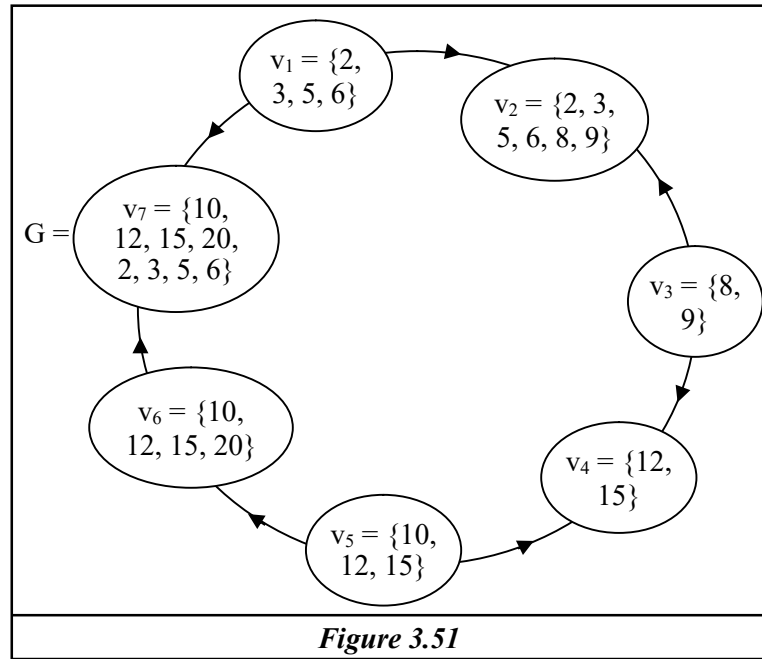 v₁ = {2,
3, 5, 6}
v₂ = {2, 3,
5, 6, 8, 9}
G =
v₇ = {10,
12, 15, 20,
2, 3, 5, 6}
v₃ = {8,
9}
v₆ = {10,
12, 15, 20}
v₄ = {12,
15}
v₅ = {10,
12, 15}
Figure 3.51